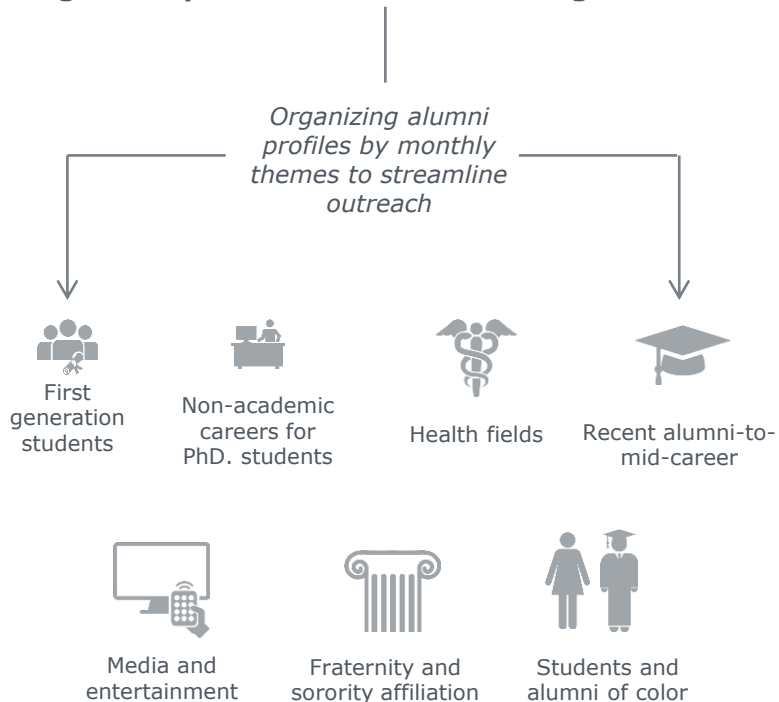 Organizing alumni
profiles by monthly
themes to streamline
outreach
First
generation
students
Non-academic
careers for
PhD. students
Health fields
Recent alumni-to-
mid-career
Media and
entertainment
Fraternity and
sorority affiliation
Students and
alumni of color